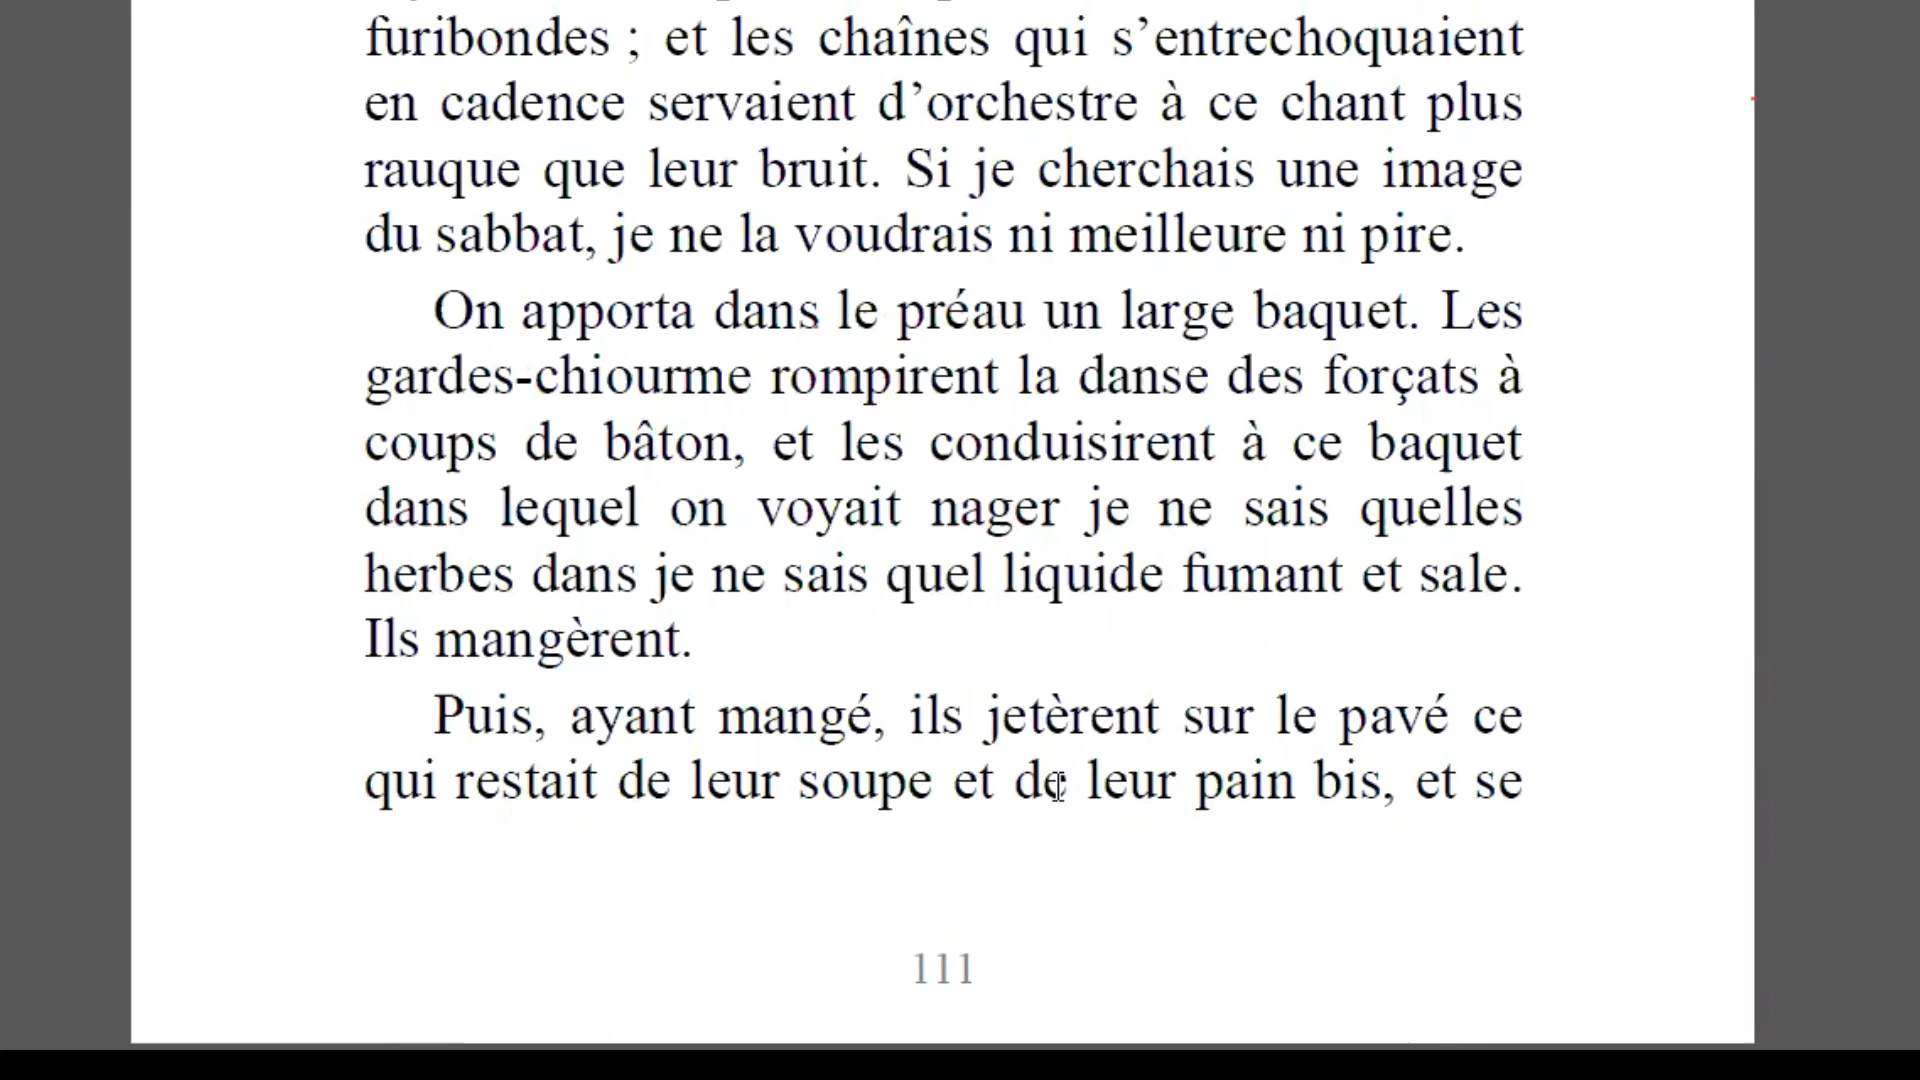 furibondes ; et les chaînes qui s’entrechoquaient
en cadence servaient d’orchestre à ce chant plus
rauque que leur bruit. Si je cherchais une image
du sabbat, je ne la voudrais ni meilleure ni pire.
On apporta dans le préau un large baquet. Les
gardes-chiourme rompirent la danse des forçats à
coups de bâton, et les conduisirent à ce baquet
dans lequel on voyait nager je ne sais quelles
herbes dans je ne sais quel liquide fumant et sale.
Ils mangèrent.
Puis, ayant mangé, ils jetèrent sur le pavé ce
qui restait de leur soupe et de leur pain bis, et se
111